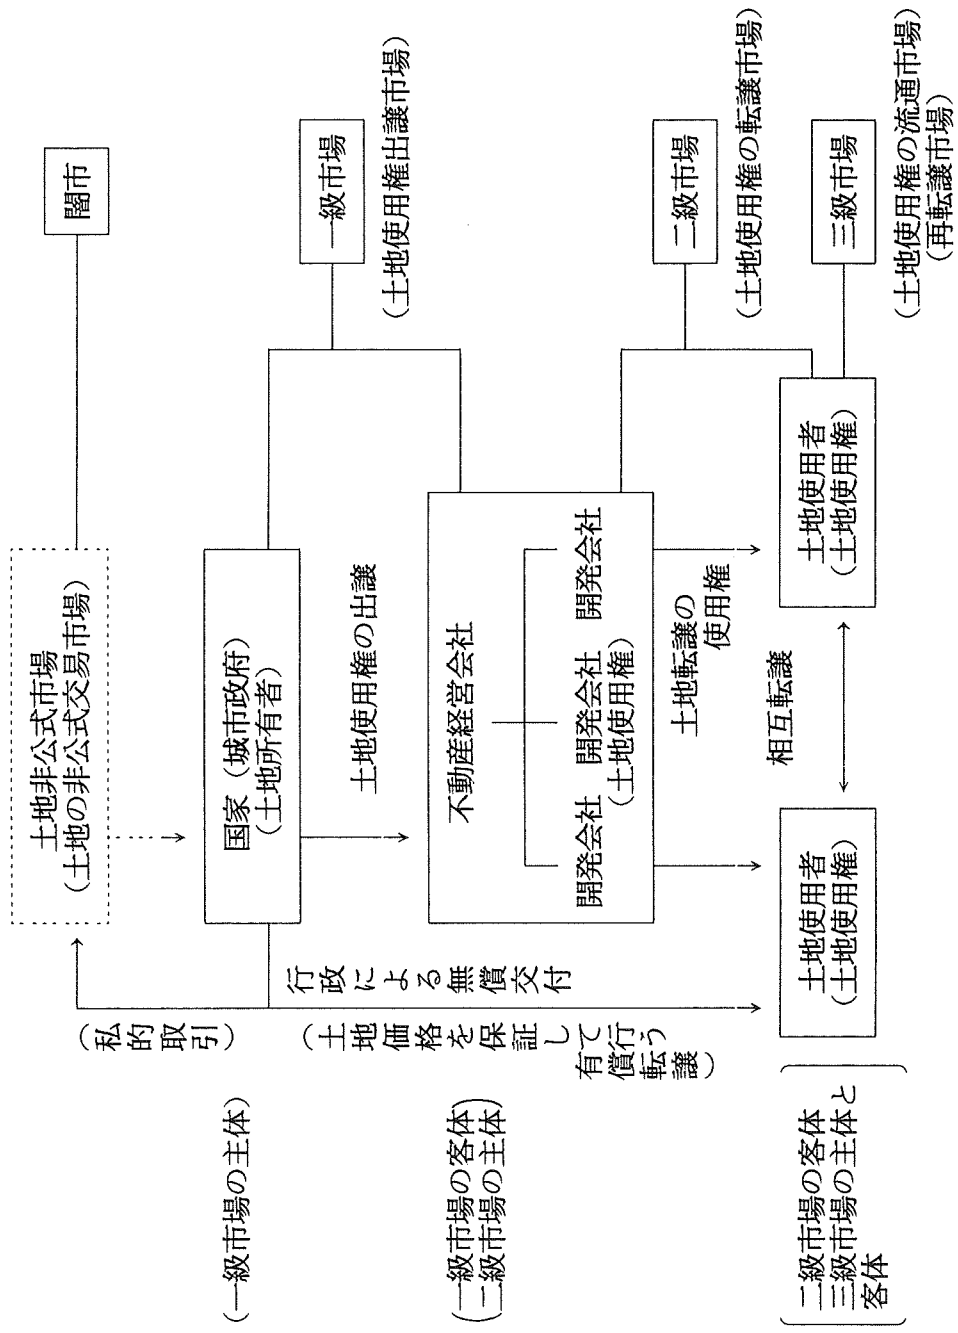 土地非公式市場
（土地の非公式交易市場）
闇市
（私的取引）
（一級市場の主体）
国家（城市政府）
（土地所有者）
一級市場
（土地使用権出譲市場）
行政による無償交付
（土地価格を保証して
有償行う
転譲）
土地使用権の出譲
（二級市場の客体）
（二級市場の主体）
不動産経営会社
開発会社 開発会社 開発会社
（土地使用権）
土地転譲の
使用権
二級市場
（土地使用権の転譲市場）
二級市場の客体
三級市場の主体と
客体
土地使用者
（土地使用権）
相互転譲
土地使用者
（土地使用権）
三級市場
（土地使用権の流通市場）
（再転譲市場）